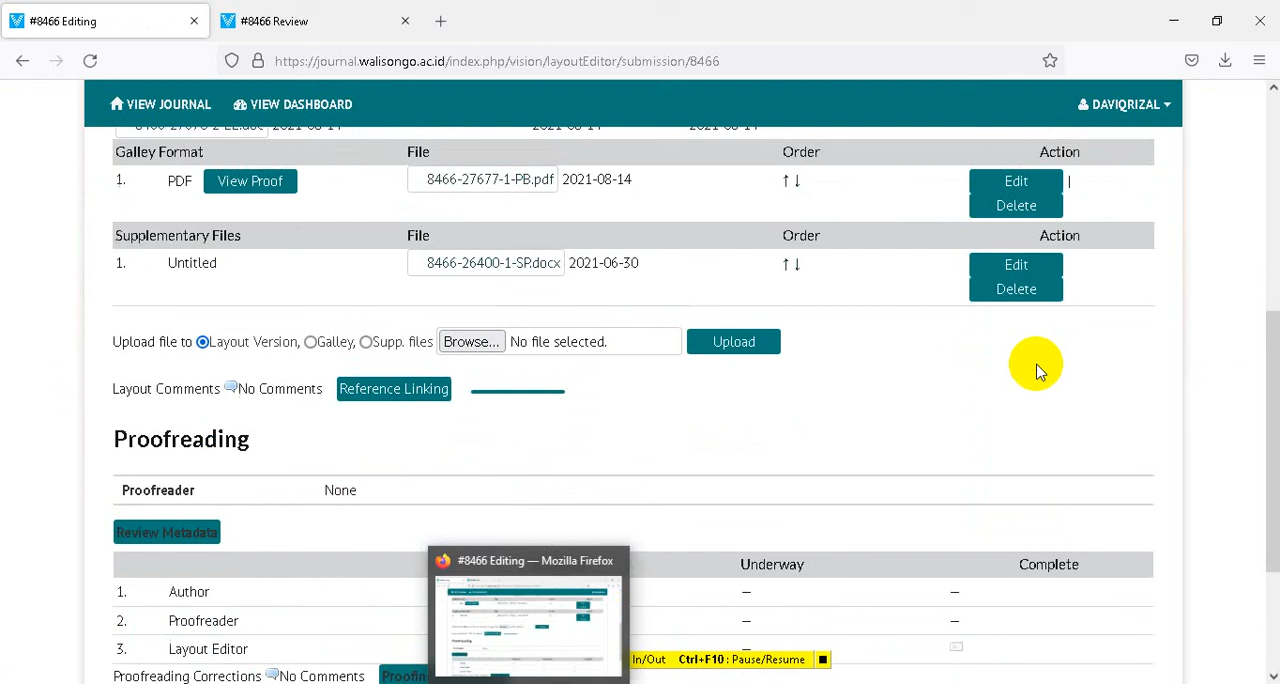 #8466 Editing
#8466 Review
https://journal.walisongo.ac.id/index.php/vision/layoutEditor/submission/8466
VIEW JOURNAL VIEW DASHBOARD DAVIQRIZAL
Galley Format File Order Action
1. PDF View Proof 8466-27677-1-PB.pdf 2021-08-14 ↑ ↓ Edit |
Delete
Supplementary Files File Order Action
1. Untitled 8466-26400-1-SP.docx 2021-06-30 ↑ ↓ Edit
Delete
Upload file to Layout Version, Galley, Supp. files Browse... No file selected. Upload
Layout Comments No Comments Reference Linking
Proofreading
Proofreader None
Review Metadata
#8466 Editing — Mozilla Firefox
Underway Complete
1. Author — —
2. Proofreader — —
3. Layout Editor —
In/Out Ctrl+F10 : Pause/Resume
Proofreading Corrections No Comments